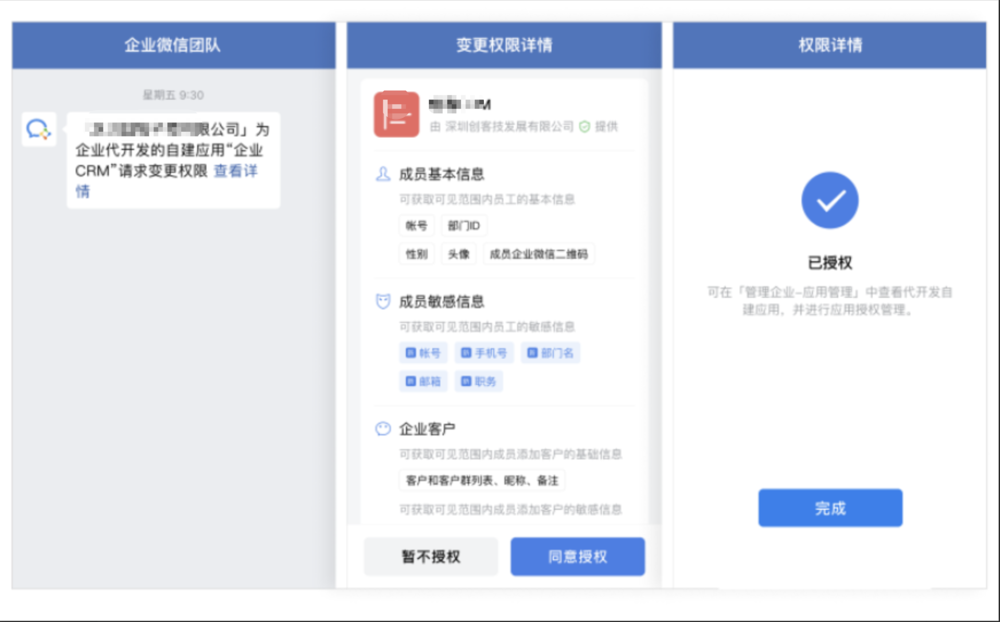 企业微信团队
星期五 9:30
限公司」为
企业代开发的自建应用“企业
CRM”请求变更权限 查看详
情
变更权限详情
由 深圳创客技发展有限公司 提供
成员基本信息
可获取可见范围内员工的基本信息
帐号 部门ID
性别 头像 成员企业微信二维码
成员敏感信息
可获取可见范围内员工的敏感信息
新 帐号 新 手机号 新 部门名
新 邮箱 新 职务
企业客户
可获取可见范围内成员添加客户的基础信息
客户和客户群列表、昵称、备注
可获取可见范围内成员添加客户的敏感信息
暂不授权 同意授权
权限详情
已授权
可在「管理企业-应用管理」中查看代开发自
建应用，并进行应用授权管理。
完成